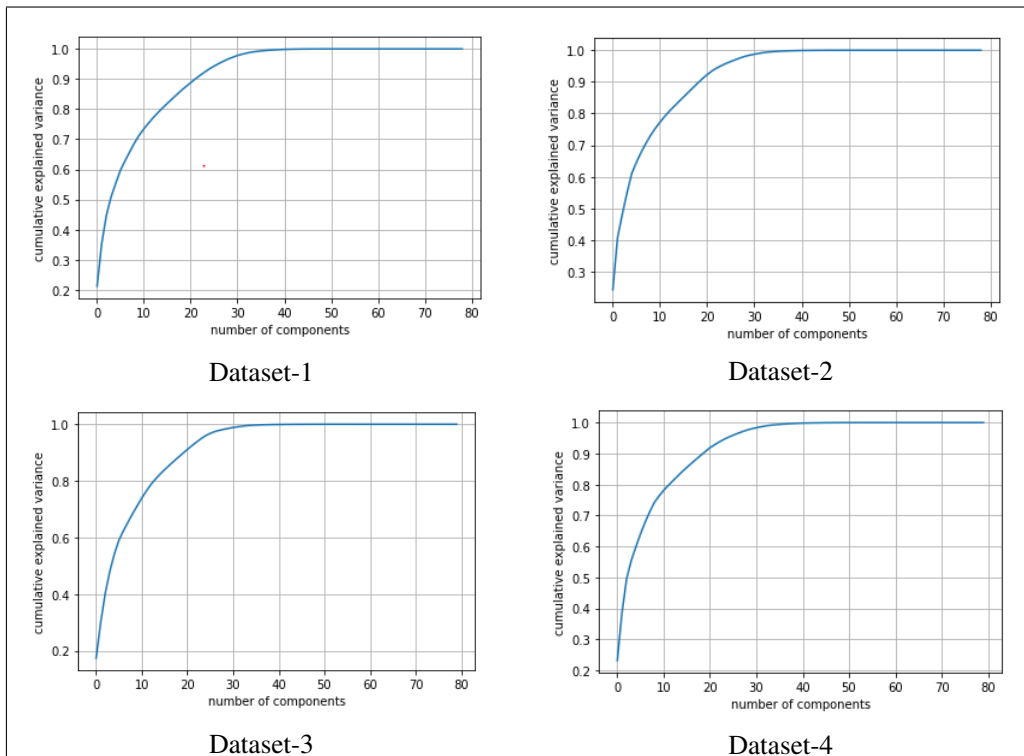 1.0
0.9
0.8
0.7
0.6
0.5
0.4
0.3
0.2
cumulative explained variance
0 10 20 30 40 50 60 70 80
number of components
Dataset-1
1.0
0.9
0.8
0.7
0.6
0.5
0.4
0.3
cumulative explained variance
0 10 20 30 40 50 60 70 80
number of components
Dataset-2
1.0
0.8
0.6
0.4
0.2
cumulative explained variance
0 10 20 30 40 50 60 70 80
number of components
Dataset-3
1.0
0.9
0.8
0.7
0.6
0.5
0.4
0.3
0.2
cumulative explained variance
0 10 20 30 40 50 60 70 80
number of components
Dataset-4